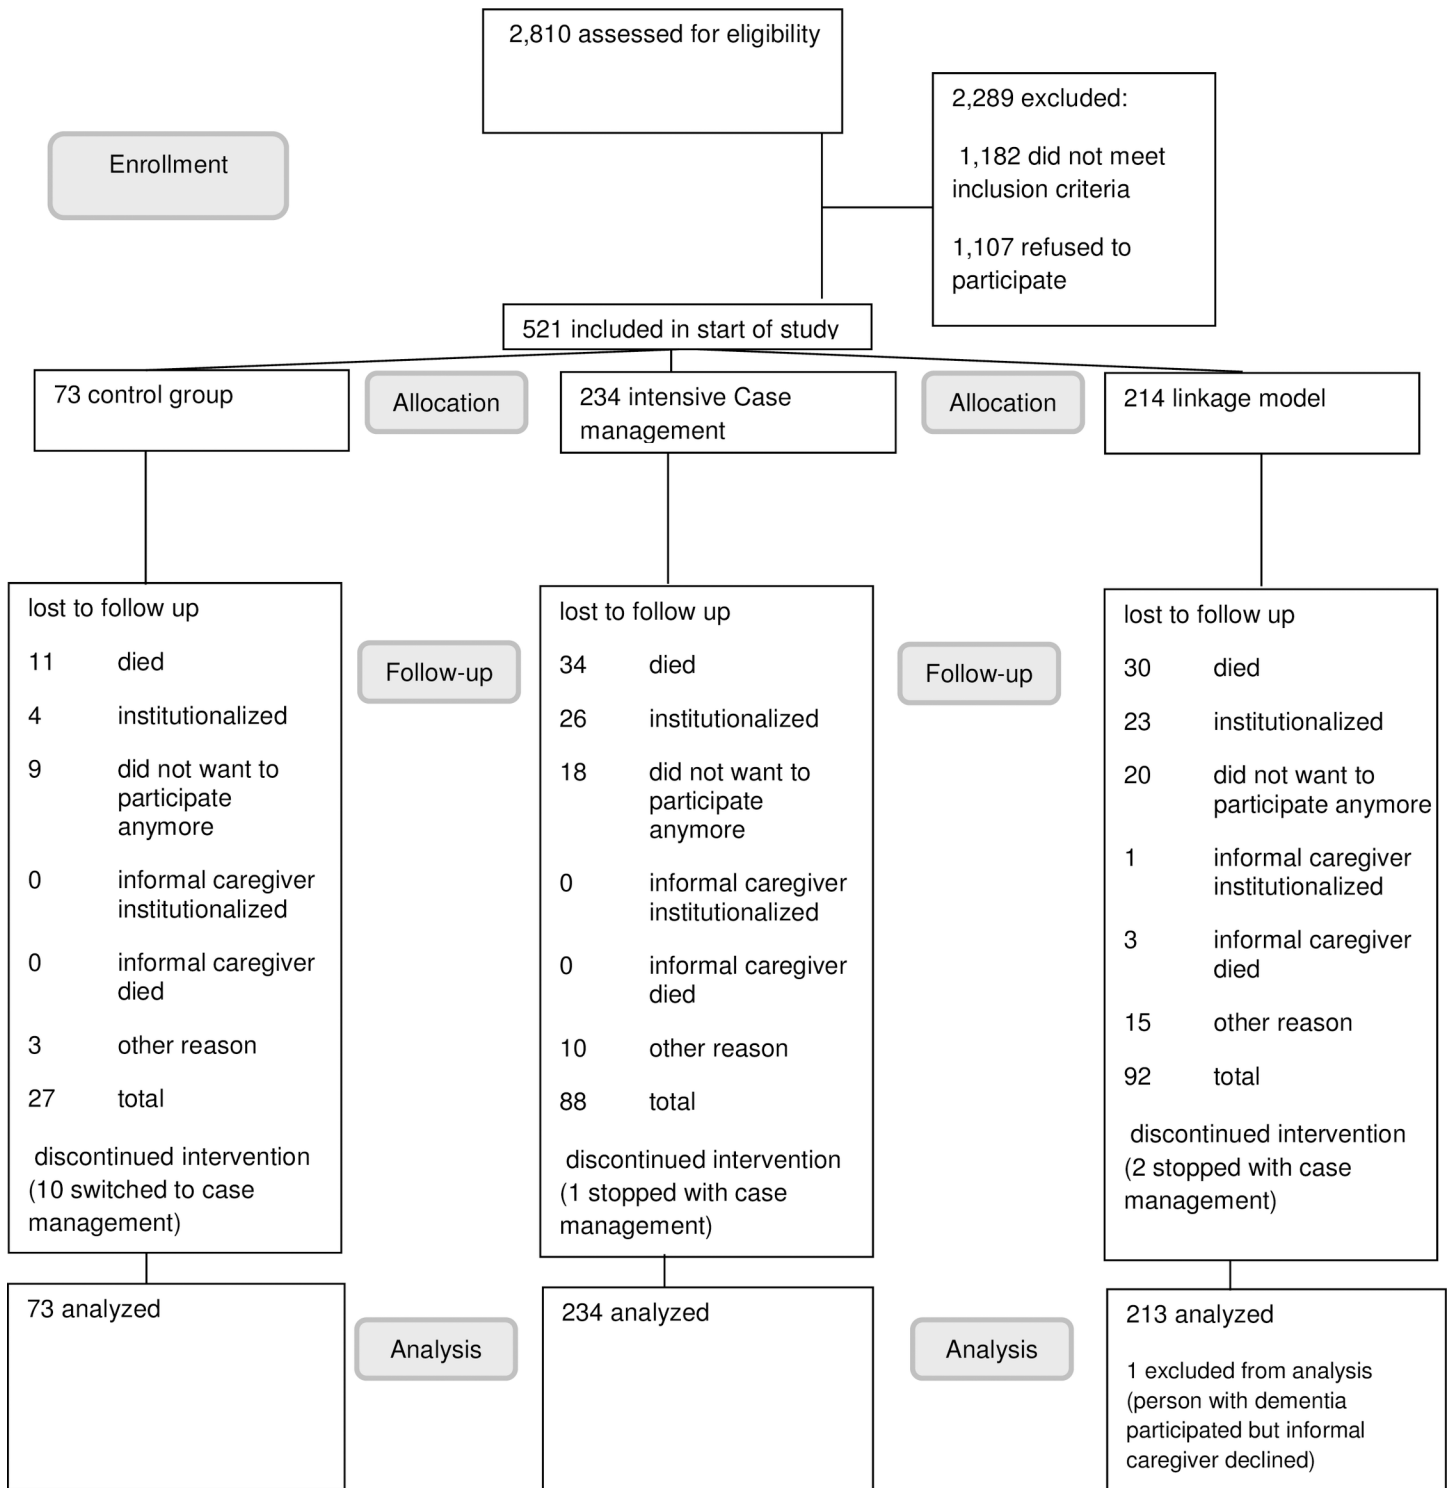 2,810 assessed for eligibility
2,289 excluded:
1,182 did not meet
inclusion criteria
1,107 refused to
participate
Enrollment
521 included in start of study
73 control group
Allocation
234 intensive Case
management
Allocation
214 linkage model
lost to follow up
11 died
4 institutionalized
9 did not want to
participate
anymore
0 informal caregiver
institutionalized
0 informal caregiver
died
3 other reason
27 total
discontinued intervention
(10 switched to case
management)
Follow-up
lost to follow up
34 died
26 institutionalized
18 did not want to
participate
anymore
0 informal caregiver
institutionalized
0 informal caregiver
died
10 other reason
88 total
discontinued intervention
(1 stopped with case
management)
Follow-up
lost to follow up
30 died
23 institutionalized
20 did not want to
participate anymore
1 informal caregiver
institutionalized
3 informal caregiver
died
15 other reason
92 total
discontinued intervention
(2 stopped with case
management)
73 analyzed
Analysis
234 analyzed
Analysis
213 analyzed
1 excluded from analysis
(person with dementia
participated but informal
caregiver declined)